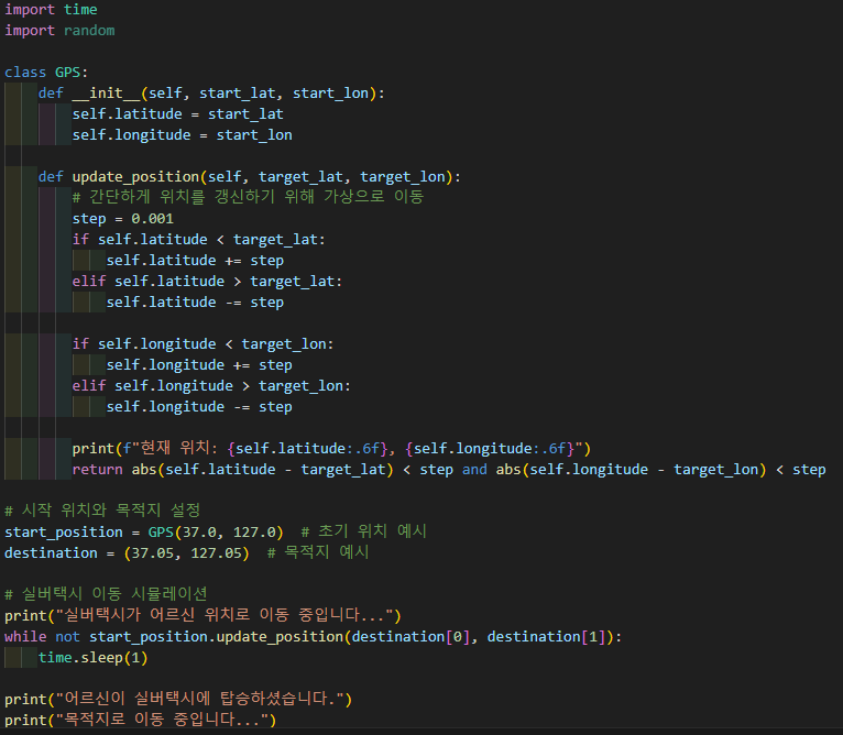 import time
import random
class GPS:
def __init__(self, start_lat, start_lon):
self.latitude = start_lat
self.longitude = start_lon
def update_position(self, target_lat, target_lon):
# 간단하게 위치를 갱신하기 위해 가상으로 이동
step = 0.001
if self.latitude < target_lat:
self.latitude += step
elif self.latitude > target_lat:
self.latitude -= step
if self.longitude < target_lon:
self.longitude += step
elif self.longitude > target_lon:
self.longitude -= step
print(f"현재 위치: {self.latitude:.6f}, {self.longitude:.6f}")
return abs(self.latitude - target_lat) < step and abs(self.longitude - target_lon) < step
# 시작 위치와 목적지 설정
start_position = GPS(37.0, 127.0)  # 초기 위치 예시
destination = (37.05, 127.05)  # 목적지 예시
# 실버택시 이동 시뮬레이션
print("실버택시가 어르신 위치로 이동 중입니다...")
while not start_position.update_position(destination[0], destination[1]):
time.sleep(1)
print("어르신이 실버택시에 탑승하셨습니다.")
print("목적지로 이동 중입니다...")